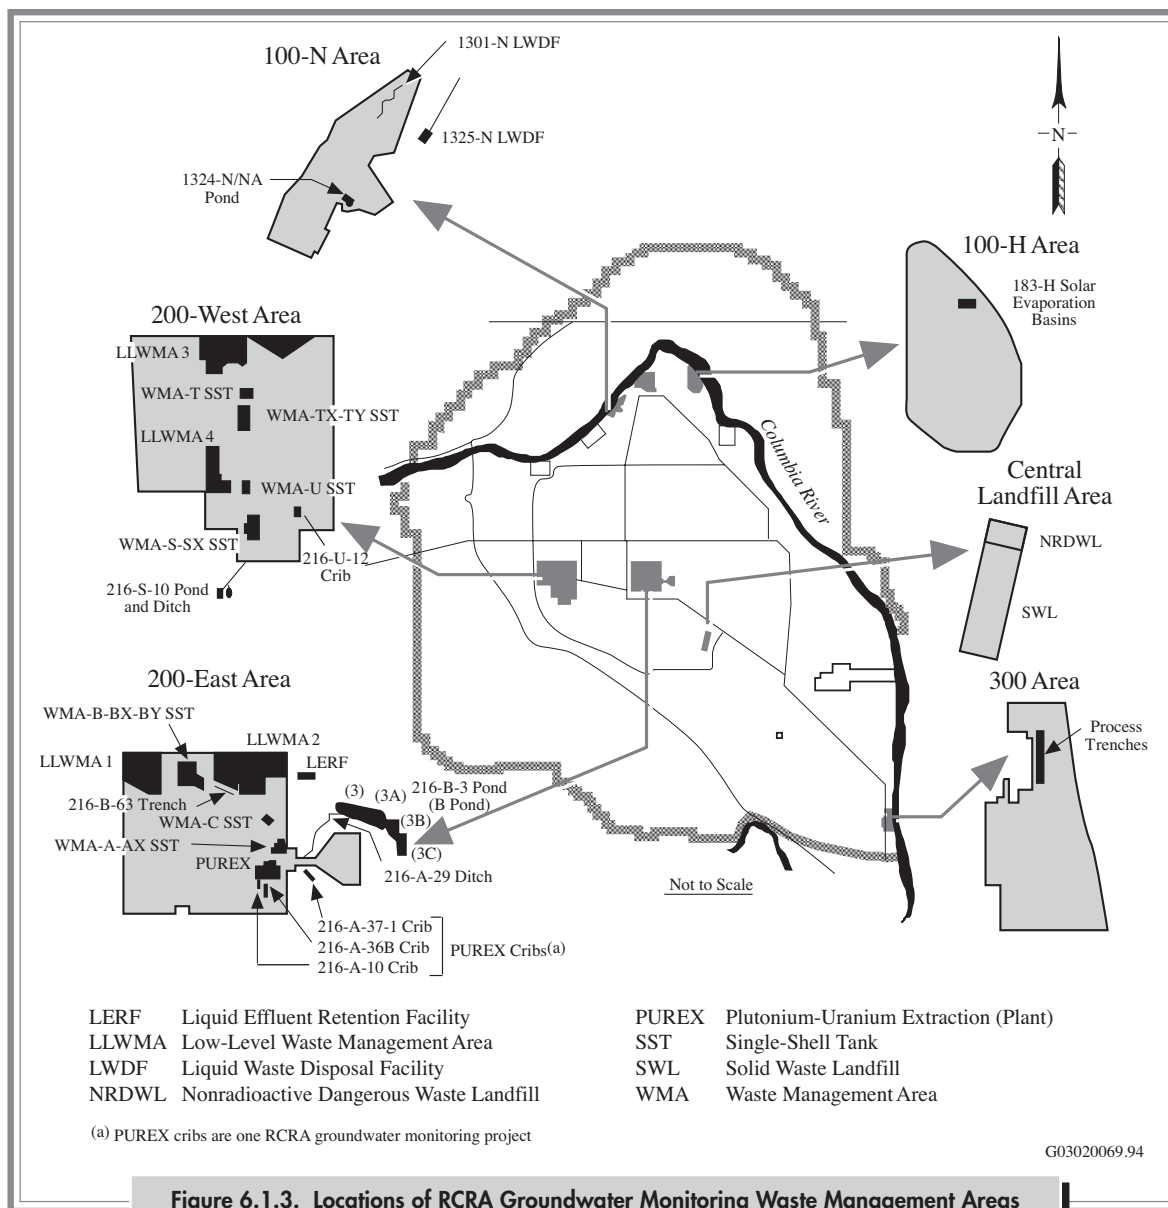 100-N Area
1301-N LWDF
1325-N LWDF
1324-N/NA
Pond
N
100-H Area
183-H Solar
Evaporation
Basins
200-West Area
LLWMA 3
WMA-T SST
WMA-TX-TY SST
LLWMA 4
WMA-U SST
WMA-S-SX SST
216-U-12
Crib
216-S-10 Pond
and Ditch
Columbia River
Central
Landfill Area
NRDWL
SWL
200-East Area
WMA-B-BX-BY SST
LLWMA 2
LLWMA 1
LERF
216-B-63 Trench
WMA-C SST
WMA-A-AX SST
PUREX
(3)
(3A)
216-B-3 Pond
(B Pond)
(3B)
(3C)
216-A-29 Ditch
216-A-37-1 Crib
216-A-36B Crib
216-A-10 Crib
PUREX Cribs(a)
300 Area
Process
Trenches
Not to Scale
LERF Liquid Effluent Retention Facility
LLWMA Low-Level Waste Management Area
LWDF Liquid Waste Disposal Facility
NRDWL Nonradioactive Dangerous Waste Landfill
PUREX Plutonium-Uranium Extraction (Plant)
SST Single-Shell Tank
SWL Solid Waste Landfill
WMA Waste Management Area
(a) PUREX cribs are one RCRA groundwater monitoring project
G03020069.94
Figure 6.1.3. Locations of RCRA Groundwater Monitoring Waste Management Areas